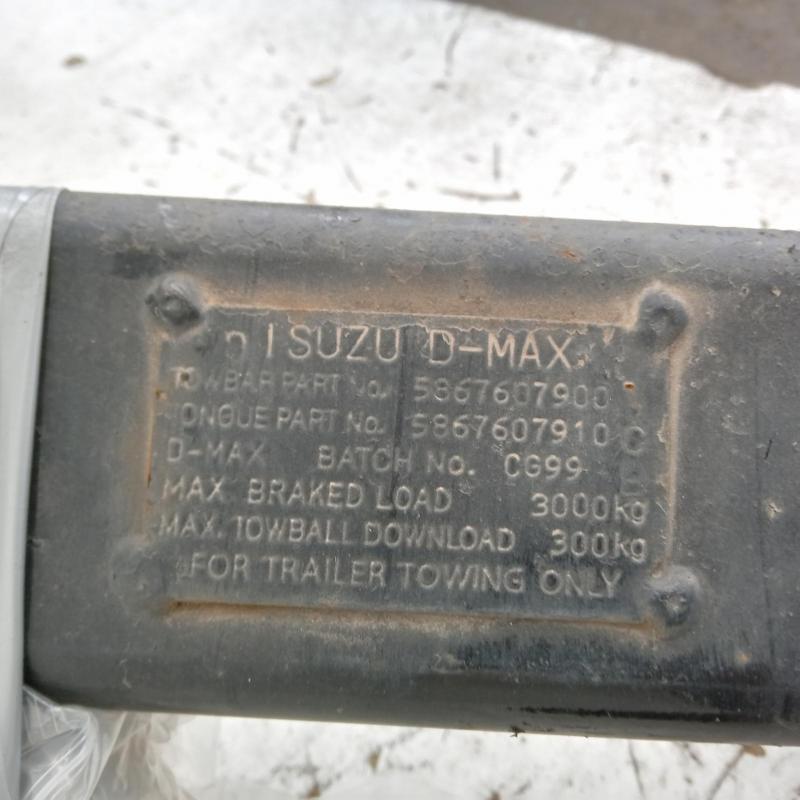 ISUZU D-MAX
TOWBAR PART No. 5867607900
TONGUE PART No. 5867607910 C
D-MAX BATCH No. CG99
MAX. BRAKED LOAD 3000kg
MAX. TOWBALL DOWNLOAD 300kg
FOR TRAILER TOWING ONLY